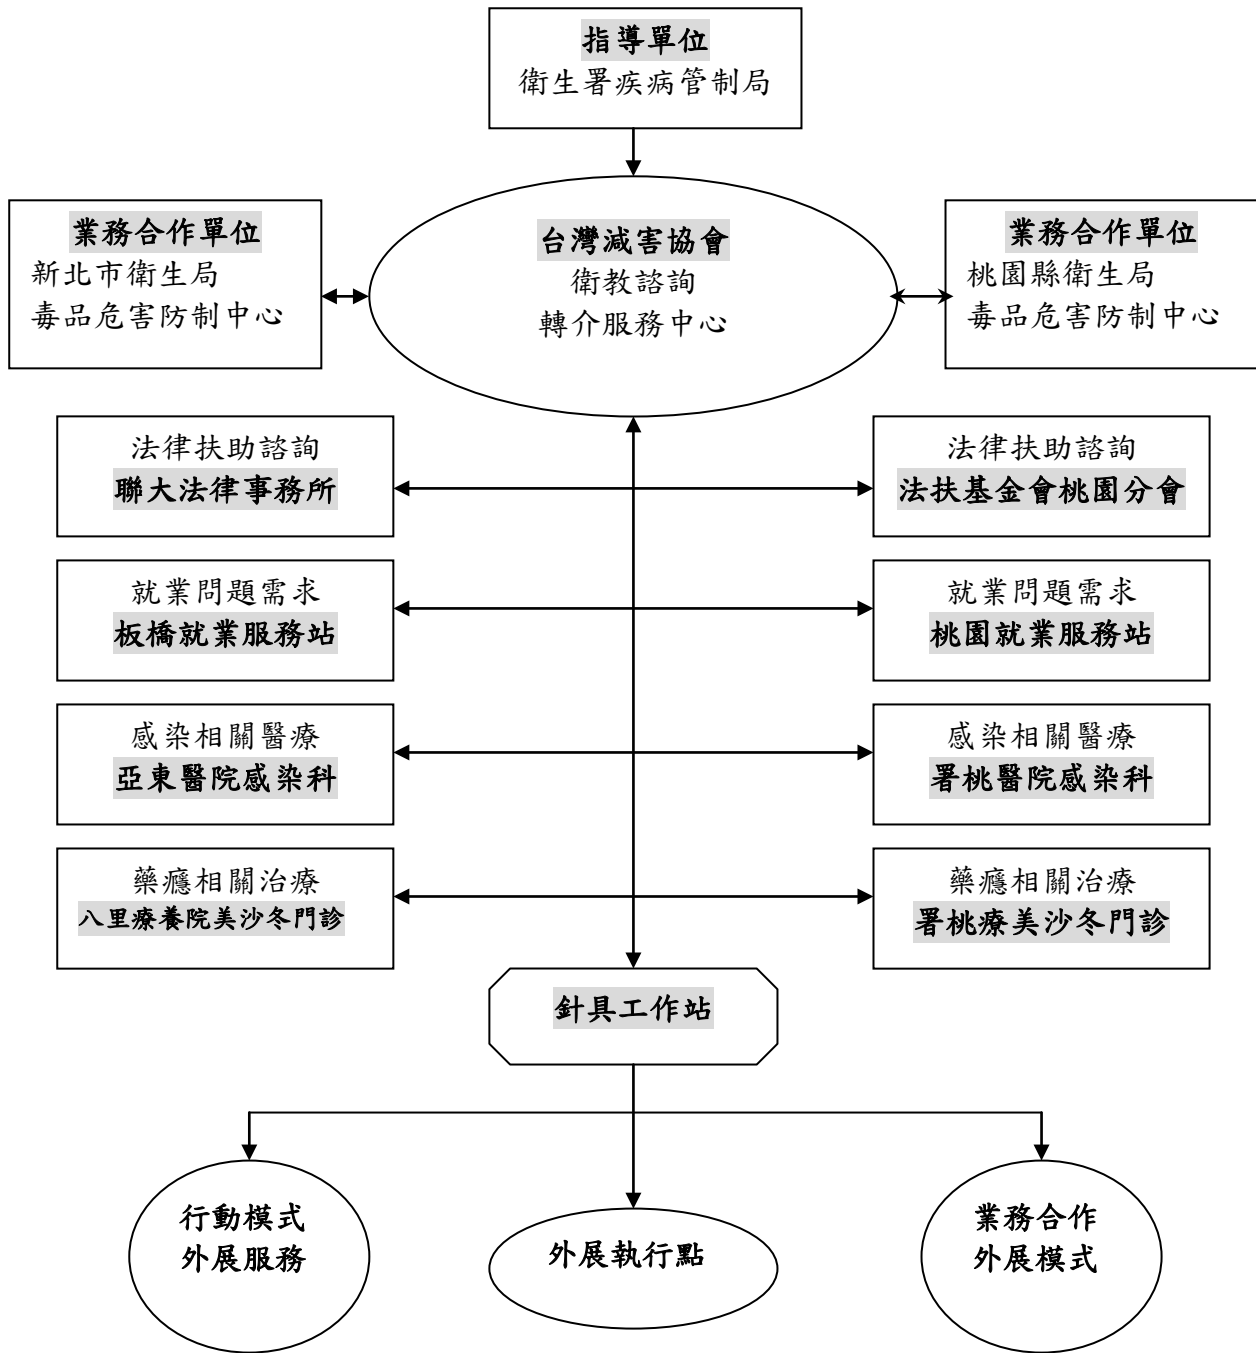 指導單位
衛生署疾病管制局
業務合作單位
新北市衛生局
毒品危害防制中心
台灣減害協會
衛教諮詢
轉介服務中心
業務合作單位
桃園縣衛生局
毒品危害防制中心
法律扶助諮詢
聯大法律事務所
法律扶助諮詢
法扶基金會桃園分會
就業問題需求
板橋就業服務站
就業問題需求
桃園就業服務站
感染相關醫療
亞東醫院感染科
感染相關醫療
署桃醫院感染科
藥癮相關治療
八里療養院美沙冬門診
藥癮相關治療
署桃療美沙冬門診
針具工作站
行動模式
外展服務
外展執行點
業務合作
外展模式